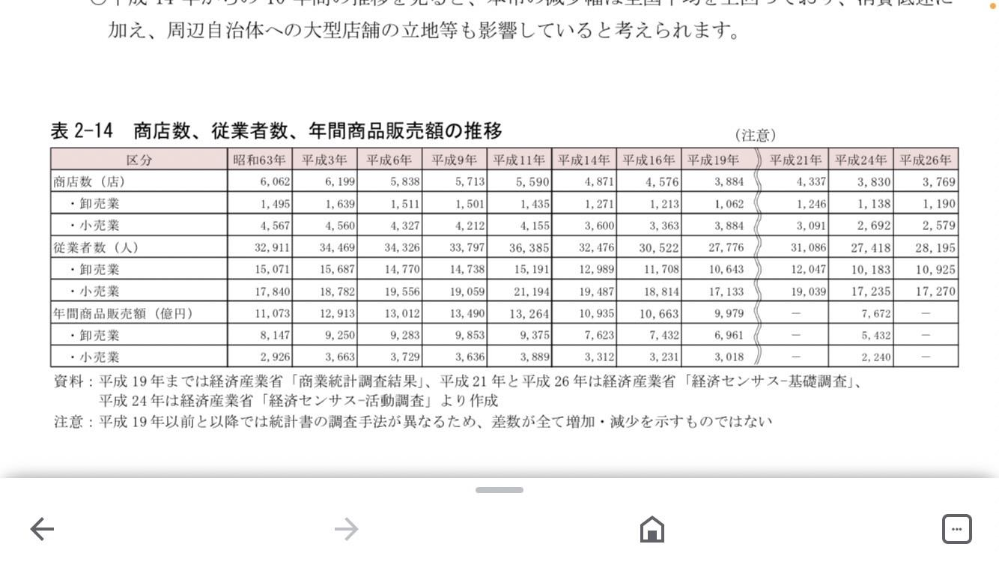 加え、周辺自治体への大型店舗の立地等も影響していると考えられます。
表 2-14 商店数、従業者数、年間商品販売額の推移
（注意）
区分 昭和63年 平成3年 平成6年 平成9年 平成11年 平成14年 平成16年 平成19年 平成21年 平成24年 平成26年
商店数（店） 6,062 6,199 5,838 5,713 5,590 4,871 4,576 3,884 4,337 3,830 3,769
・卸売業 1,495 1,639 1,511 1,501 1,435 1,271 1,213 1,062 1,246 1,138 1,190
・小売業 4,567 4,560 4,327 4,212 4,155 3,600 3,363 3,884 3,091 2,692 2,579
従業者数（人） 32,911 34,469 34,326 33,797 36,385 32,476 30,522 27,776 31,086 27,418 28,195
・卸売業 15,071 15,687 14,770 14,738 15,191 12,989 11,708 10,643 12,047 10,183 10,925
・小売業 17,840 18,782 19,556 19,059 21,194 19,487 18,814 17,133 19,039 17,235 17,270
年間商品販売額（億円） 11,073 12,913 13,012 13,490 13,264 10,935 10,663 9,979 － 7,672 －
・卸売業 8,147 9,250 9,283 9,853 9,375 7,623 7,432 6,961 － 5,432 －
・小売業 2,926 3,663 3,729 3,636 3,889 3,312 3,231 3,018 － 2,240 －
資料：平成 19 年までは経済産業省「商業統計調査結果」、平成 21 年と平成 26 年は経済産業省「経済センサス-基礎調査」、
平成 24 年は経済産業省「経済センサス-活動調査」より作成
注意：平成 19 年以前と以降では統計書の調査手法が異なるため、差数が全て増加・減少を示すものではない